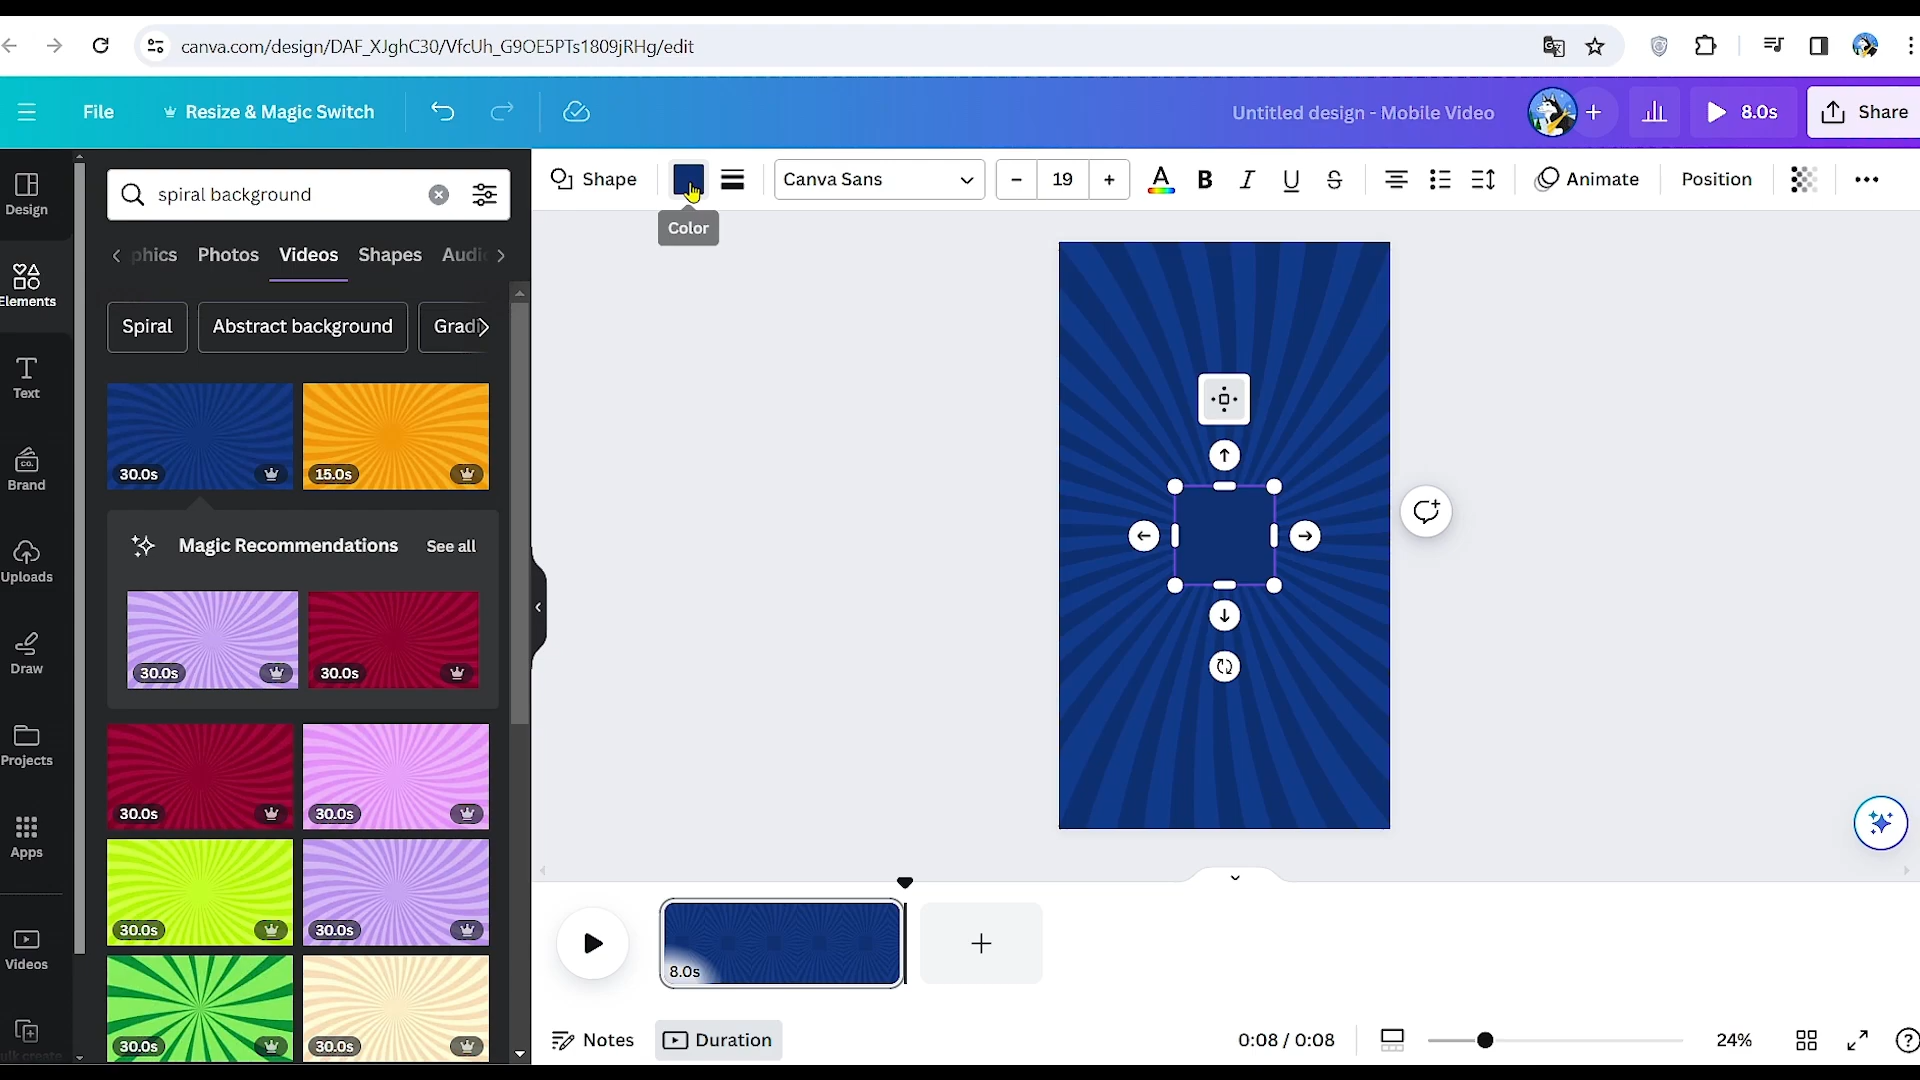 canva.com/design/DAF_XJghC30/VfcUh_G9OE5PTs1809jRHg/edit
File
Resize & Magic Switch
Untitled design - Mobile Video
8.0s
Share
Design
Elements
Text
Brand
Uploads
Draw
Projects
Apps
Videos
spiral background
phics
Photos
Videos
Shapes
Audi
Spiral
Abstract background
Gradi
30.0s
15.0s
Magic Recommendations
See all
30.0s
30.0s
30.0s
30.0s
30.0s
30.0s
30.0s
30.0s
Shape
Color
Canva Sans
– 19 +
A
B
I
U
S
Animate
Position
8.0s
Notes
Duration
0:08 / 0:08
24%